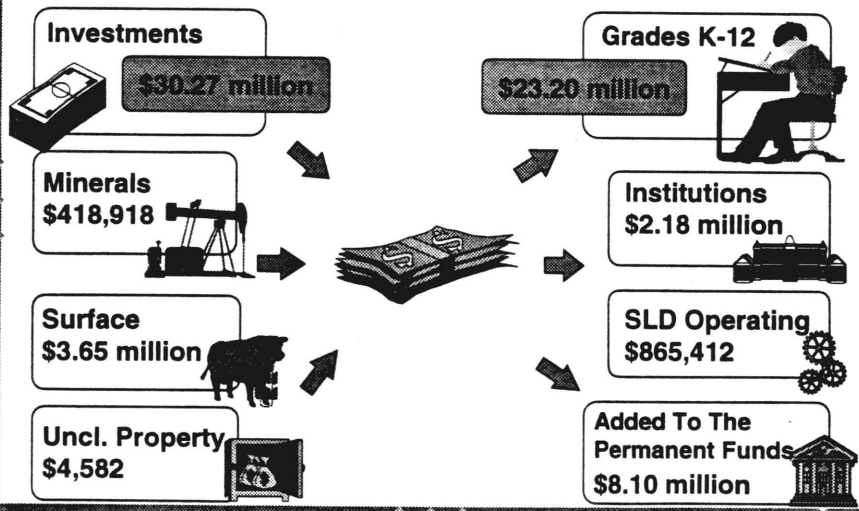 Investments
$30.27 million
Minerals
$418,918
Surface
$3.65 million
Uncl. Property
$4,582
$ $
Grades K-12
$23.20 million
Institutions
$2.18 million
SLD Operating
$865,412
Added To The
Permanent Funds
$8.10 million